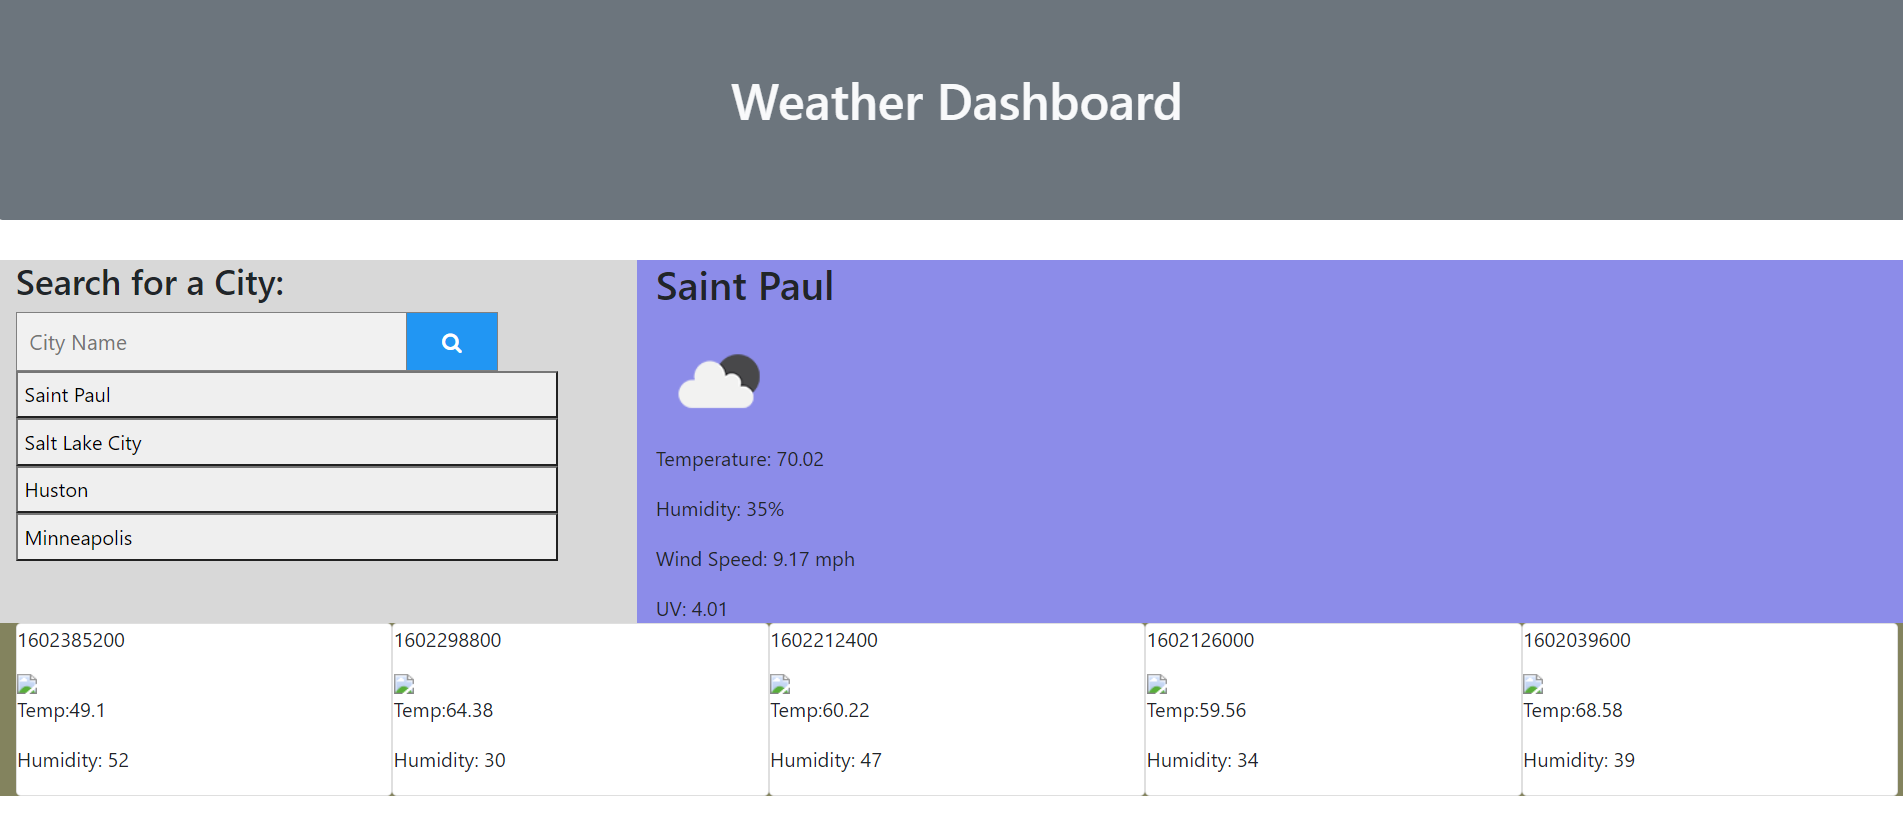 Weather Dashboard
Search for a City:
City Name
Saint Paul
Salt Lake City
Huston
Minneapolis
Saint Paul
Temperature: 70.02
Humidity: 35%
Wind Speed: 9.17 mph
UV: 4.01
1602385200
Temp:49.1
Humidity: 52
1602298800
Temp:64.38
Humidity: 30
1602212400
Temp:60.22
Humidity: 47
1602126000
Temp:59.56
Humidity: 34
1602039600
Temp:68.58
Humidity: 39